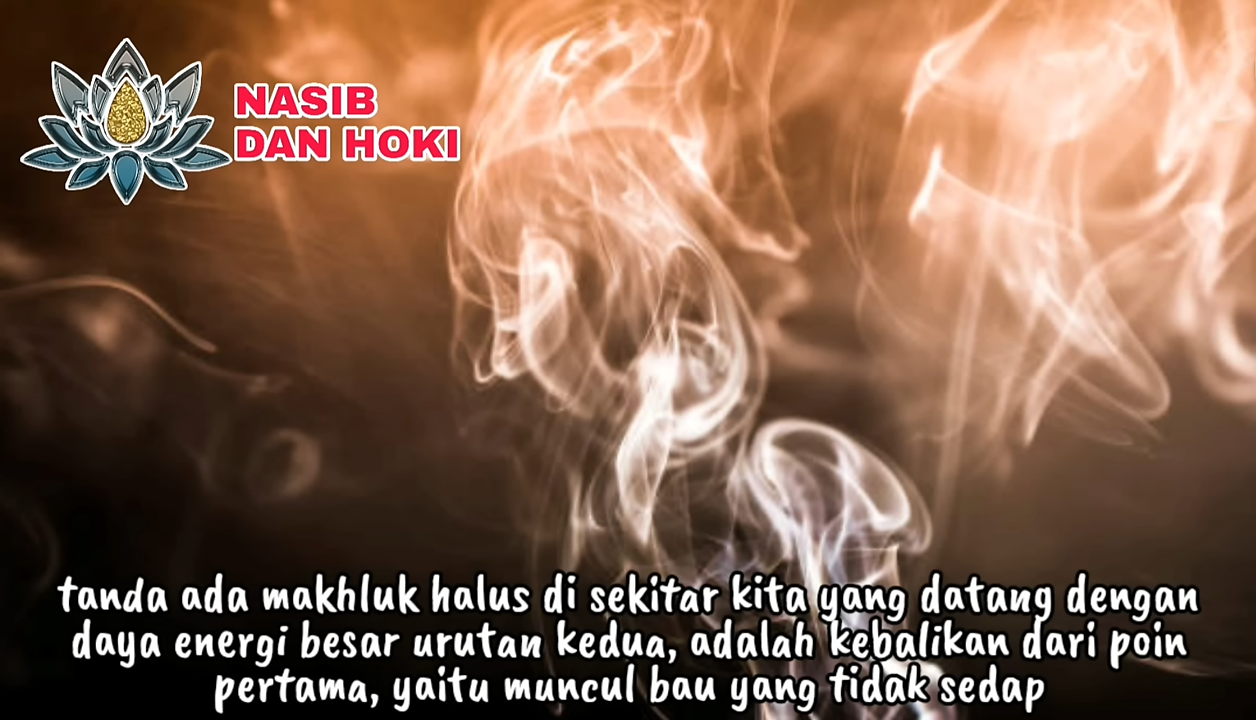 NASIB
DAN HOKI
tanda ada makhluk halus di sekitar kita yang datang dengan
daya energi besar urutan kedua, adalah kebalikan dari poin
pertama, yaitu muncul bau yang tidak sedap